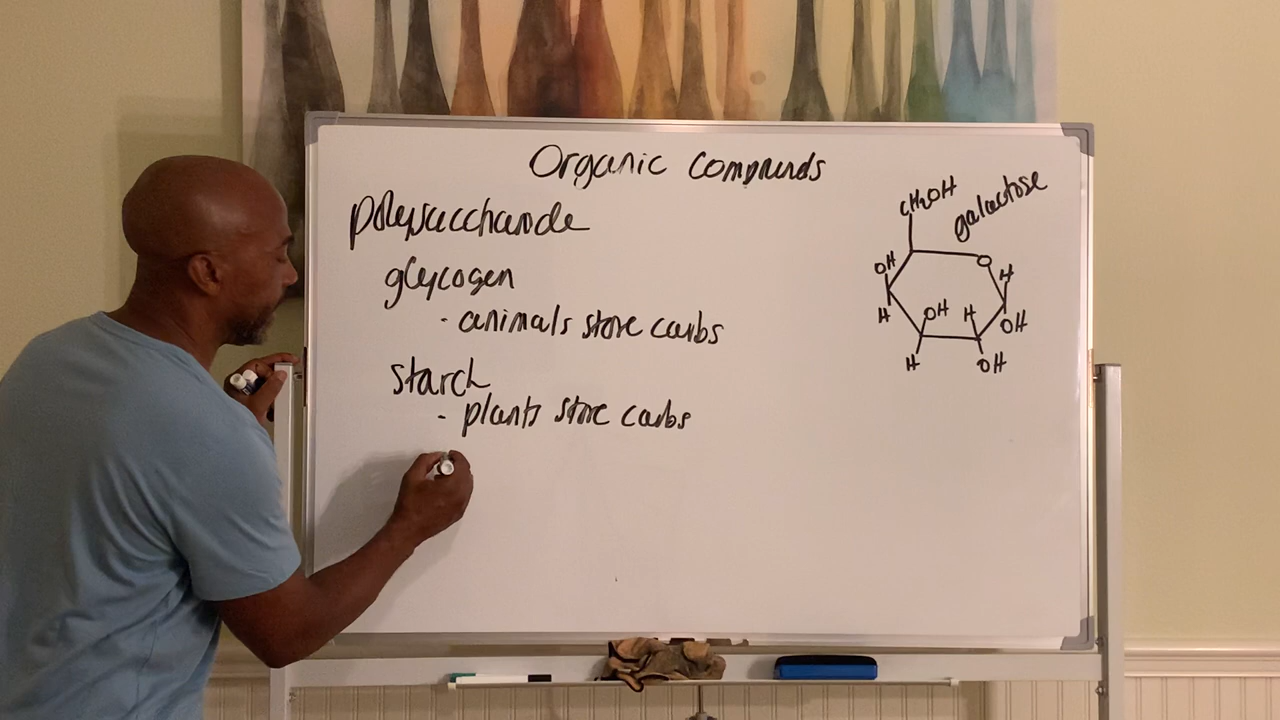 Organic Compounds
polysaccharide
glycogen
- animals store carbs
starch
- plants store carbs
galactose
CH2OH
O
OH
H
H
OH
H
OH
H
OH